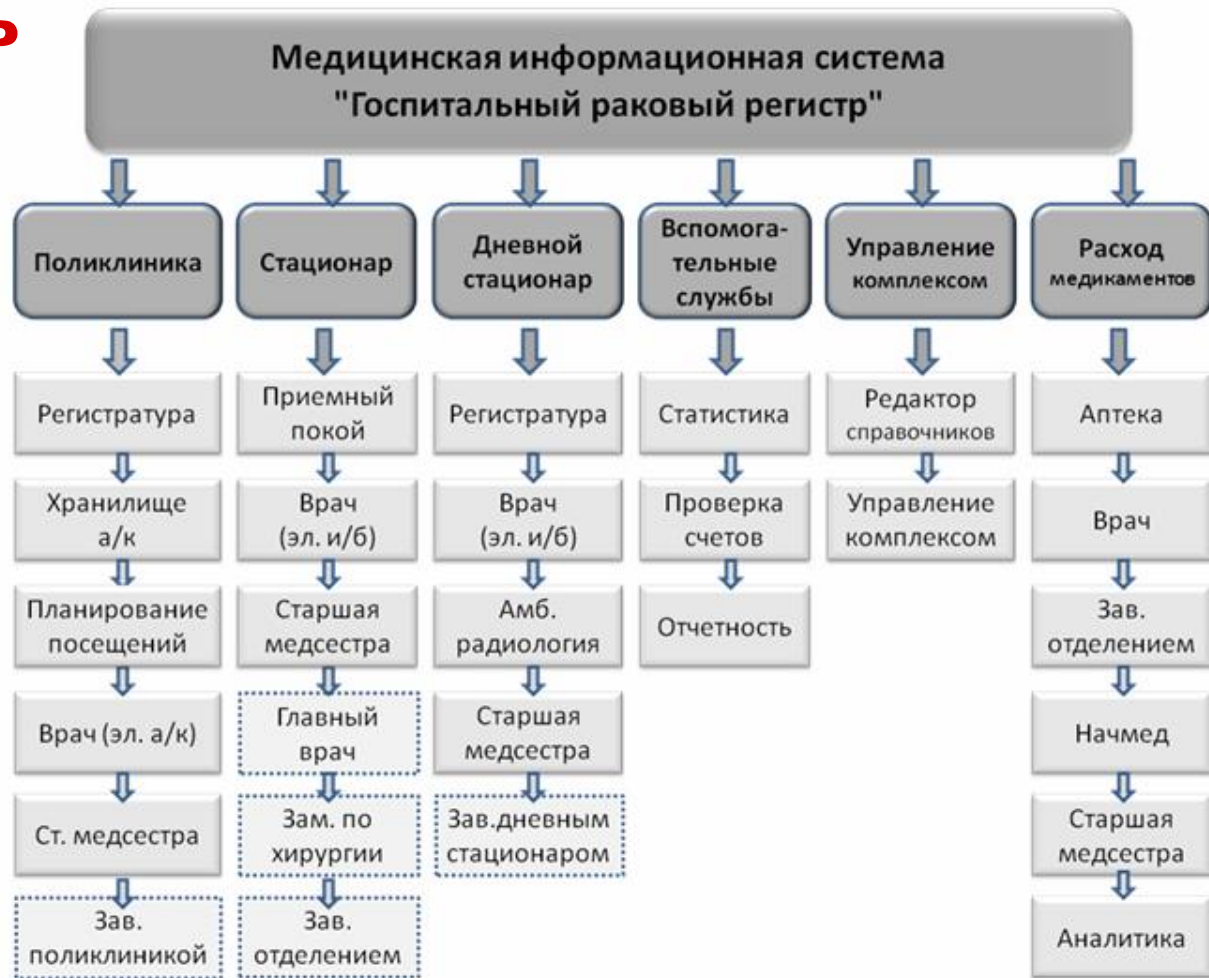 ь
Медицинская информационная система
"Госпитальный раковый регистр"
Поликлиника
Регистратура
Хранилище
а/к
Планирование
посещений
Врач (эл. а/к)
Ст. медсестра
Зав.
поликлиникой
Стационар
Приемный
покой
Врач
(эл. и/б)
Старшая
медсестра
Главный
врач
Зам. по
хирургии
Зав.
отделением
Дневной
стационар
Регистратура
Врач
(эл. и/б)
Амб.
радиология
Старшая
медсестра
Зав.дневным
стационаром
Вспомога-
тельные
службы
Статистика
Проверка
счетов
Отчетность
Управление
комплексом
Редактор
справочников
Управление
комплексом
Расход
медикаментов
Аптека
Врач
Зав.
отделением
Начмед
Старшая
медсестра
Аналитика